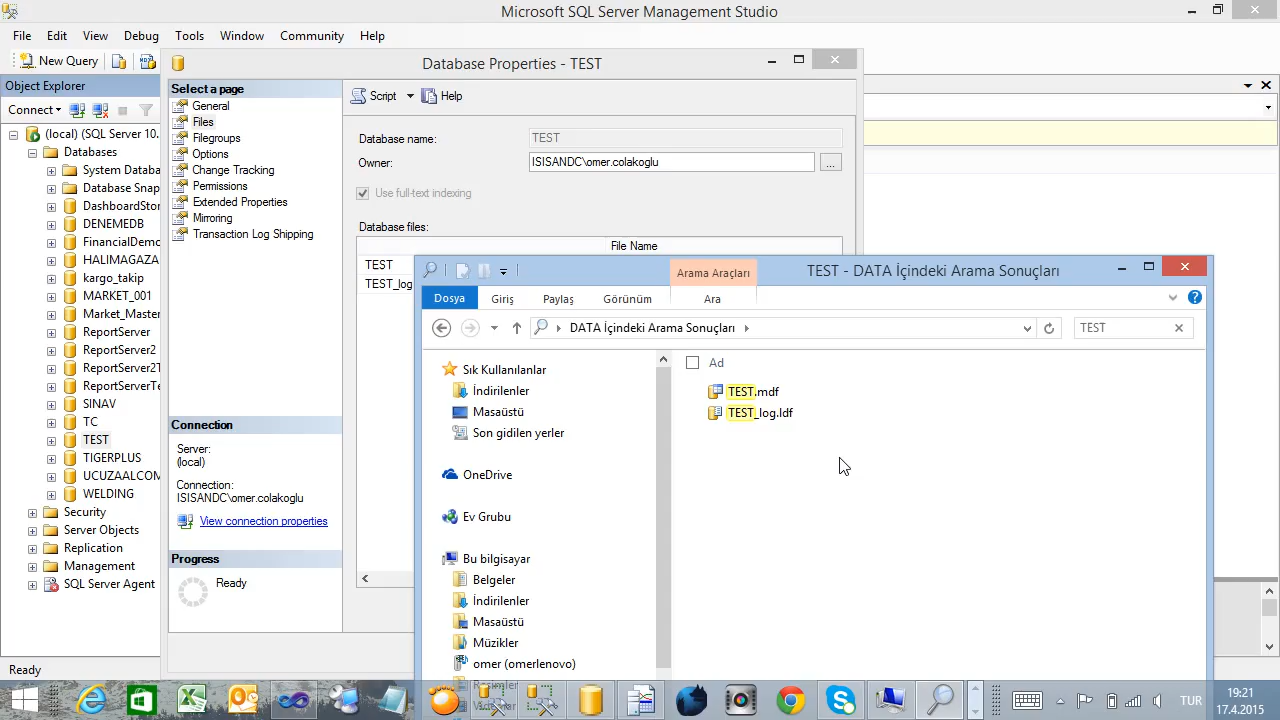 Microsoft SQL Server Management Studio
File Edit View Debug Tools Window Community Help
New Query
Object Explorer
Connect
(local) (SQL Server 10.
Databases
System Databa
Database Snap
DashboardStor
DENEMEDB
FinancialDemo
HALIMAGAZA
kargo_takip
MARKET_001
Market_Master
ReportServer
ReportServer2
ReportServer2T
ReportServerTe
SINAV
TC
TEST
TIGERPLUS
UCUZAALCOM
WELDING
Security
Server Objects
Replication
Management
SQL Server Agent
Ready
Database Properties - TEST
Select a page
General
Files
Filegroups
Options
Change Tracking
Permissions
Extended Properties
Mirroring
Transaction Log Shipping
Connection
Server:
(local)
Connection:
ISISANDC\omer.colakoglu
View connection properties
Progress
Ready
Script Help
Database name: TEST
Owner: ISISANDC\omer.colakoglu
...
Use full-text indexing
Database files:
File Name
TEST
TEST_log
Arama Araçları
TEST - DATA İçindeki Arama Sonuçları
Dosya Giriş Paylaş Görünüm Ara
DATA İçindeki Arama Sonuçları
TEST
Sık Kullanılanlar
İndirilenler
Masaüstü
Son gidilen yerler
OneDrive
Ev Grubu
Bu bilgisayar
Belgeler
İndirilenler
Masaüstü
Müzikler
omer (omerlenovo)
Ad
TEST.mdf
TEST_log.ldf
TUR
19:21
17.4.2015